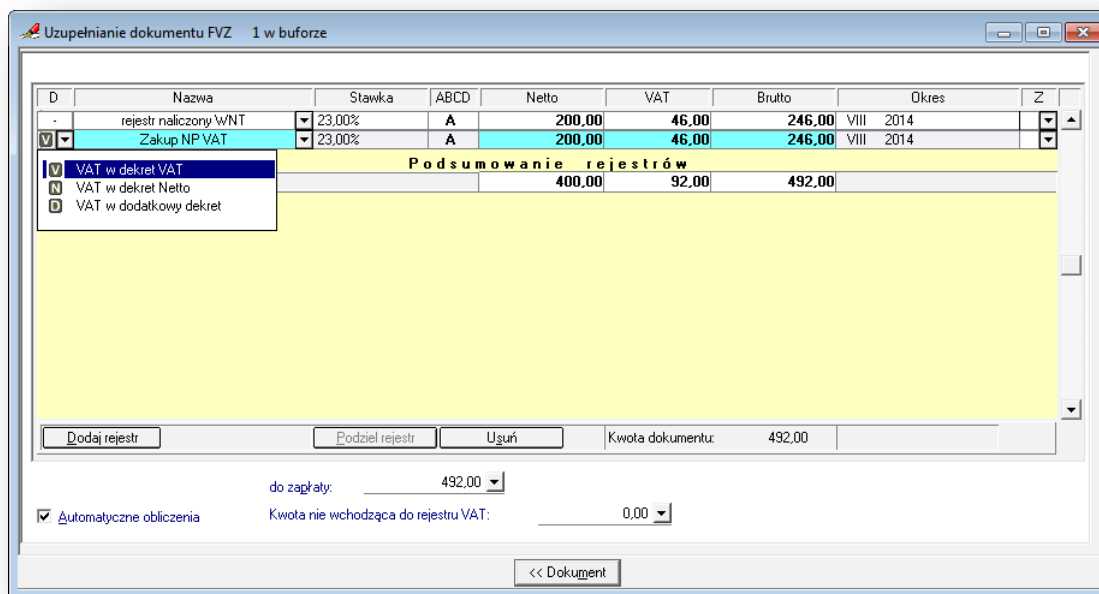 Uzupełnianie dokumentu FVZ 1 w buforze
D Nazwa Stawka ABCD Netto VAT Brutto Okres Z
- rejestr naliczony WNT 23,00% A 200,00 46,00 246,00 VIII 2014
V Zakup NP VAT 23,00% A 200,00 46,00 246,00 VIII 2014
Podsumowanie rejestrów
400,00 92,00 492,00
V VAT w dekret VAT
N VAT w dekret Netto
D VAT w dodatkowy dekret
Dodaj rejestr Podziel rejestr Usuń Kwota dokumentu: 492,00
do zapłaty: 492,00
Automatyczne obliczenia Kwota nie wchodząca do rejestru VAT: 0,00
<< Dokument